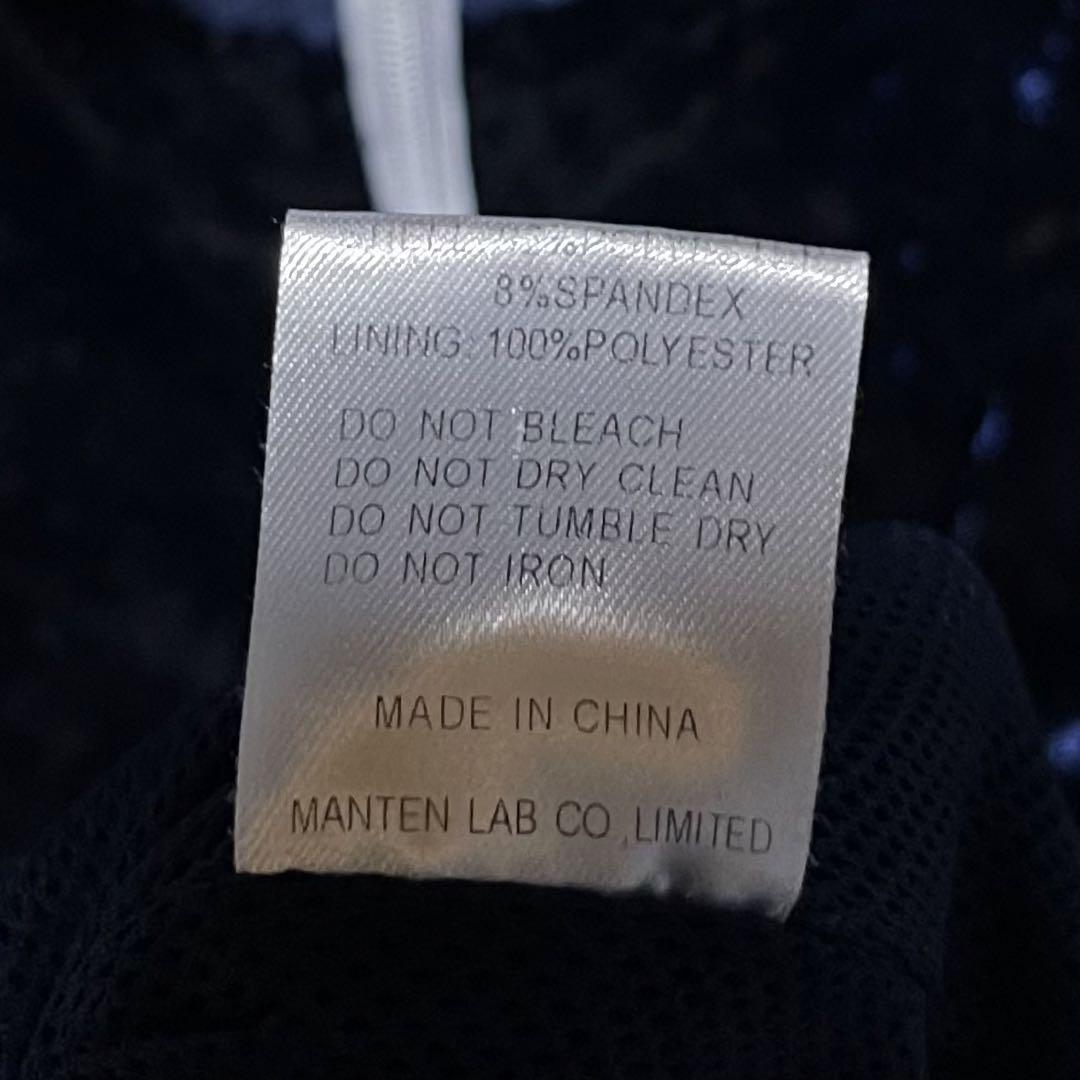 8%SPANDEX
LINING: 100%POLYESTER
DO NOT BLEACH
DO NOT DRY CLEAN
DO NOT TUMBLE DRY
DO NOT IRON
MADE IN CHINA
MANTEN LAB CO.,LIMITED